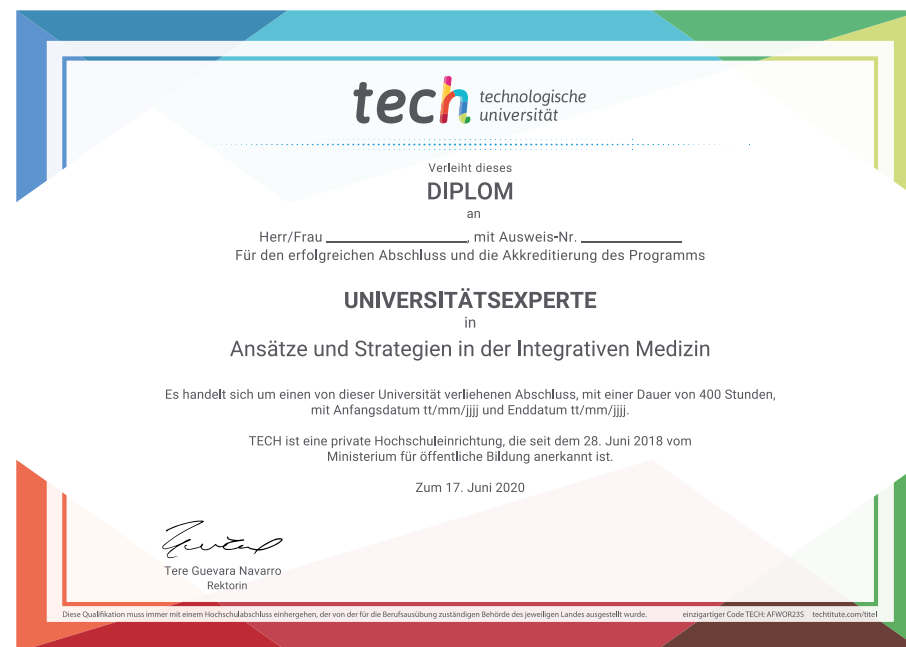 tech technologische
universität
Verleiht dieses
DIPLOM
an
Herr/Frau ____________________, mit Ausweis-Nr. ______________
Für den erfolgreichen Abschluss und die Akkreditierung des Programms
UNIVERSITÄTSEXPERTE
in
Ansätze und Strategien in der Integrativen Medizin
Es handelt sich um einen von dieser Universität verliehenen Abschluss, mit einer Dauer von 400 Stunden,
mit Anfangsdatum tt/mm/jjjj und Enddatum tt/mm/jjjj.
TECH ist eine private Hochschuleinrichtung, die seit dem 28. Juni 2018 vom
Ministerium für öffentliche Bildung anerkannt ist.
Zum 17. Juni 2020
Tere Guevara Navarro
Rektorin
Diese Qualifikation muss immer mit einem Hochschulabschluss einhergehen, der von der für die Berufsausübung zuständigen Behörde des jeweiligen Landes ausgestellt wurde. einzigartiger Code TECH: AFWOR23S techtitute.com/titel